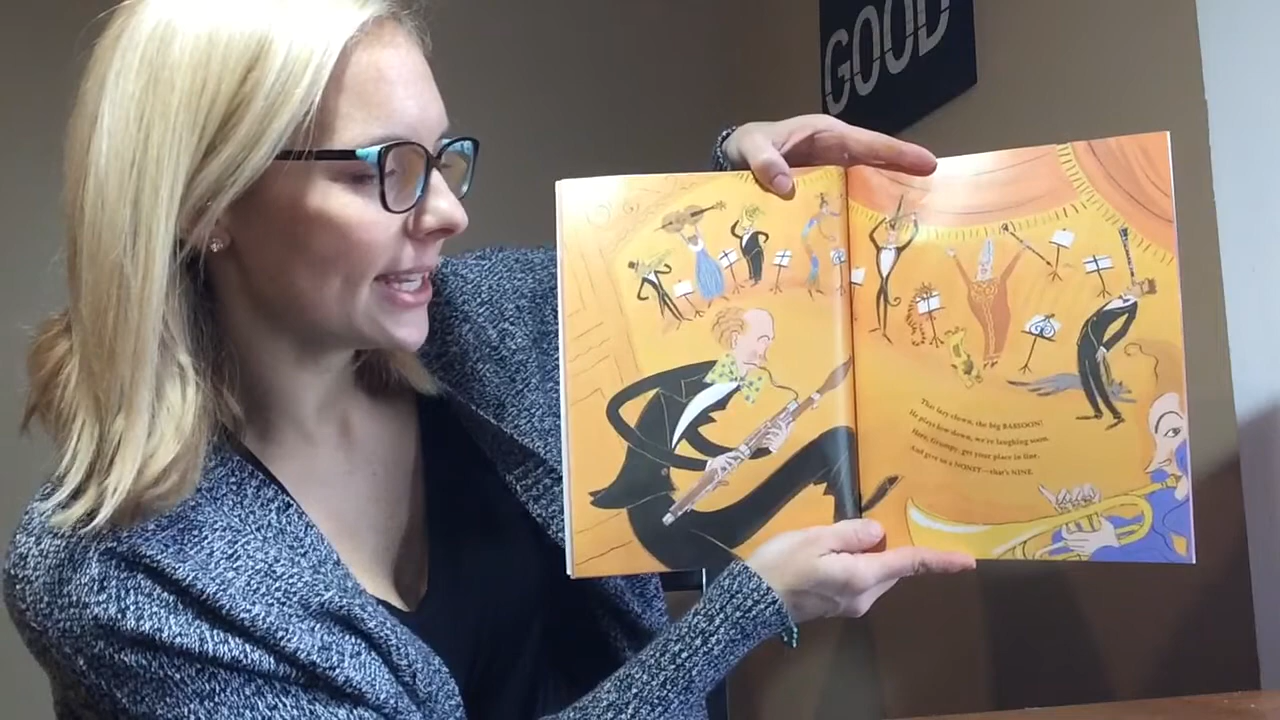 GOOD
That lazy clown, the big BASSOON!
He plays low-down, we're laughing soon.
Here, Grumpy, get your place in line,
And give us a NONET—that's NINE.